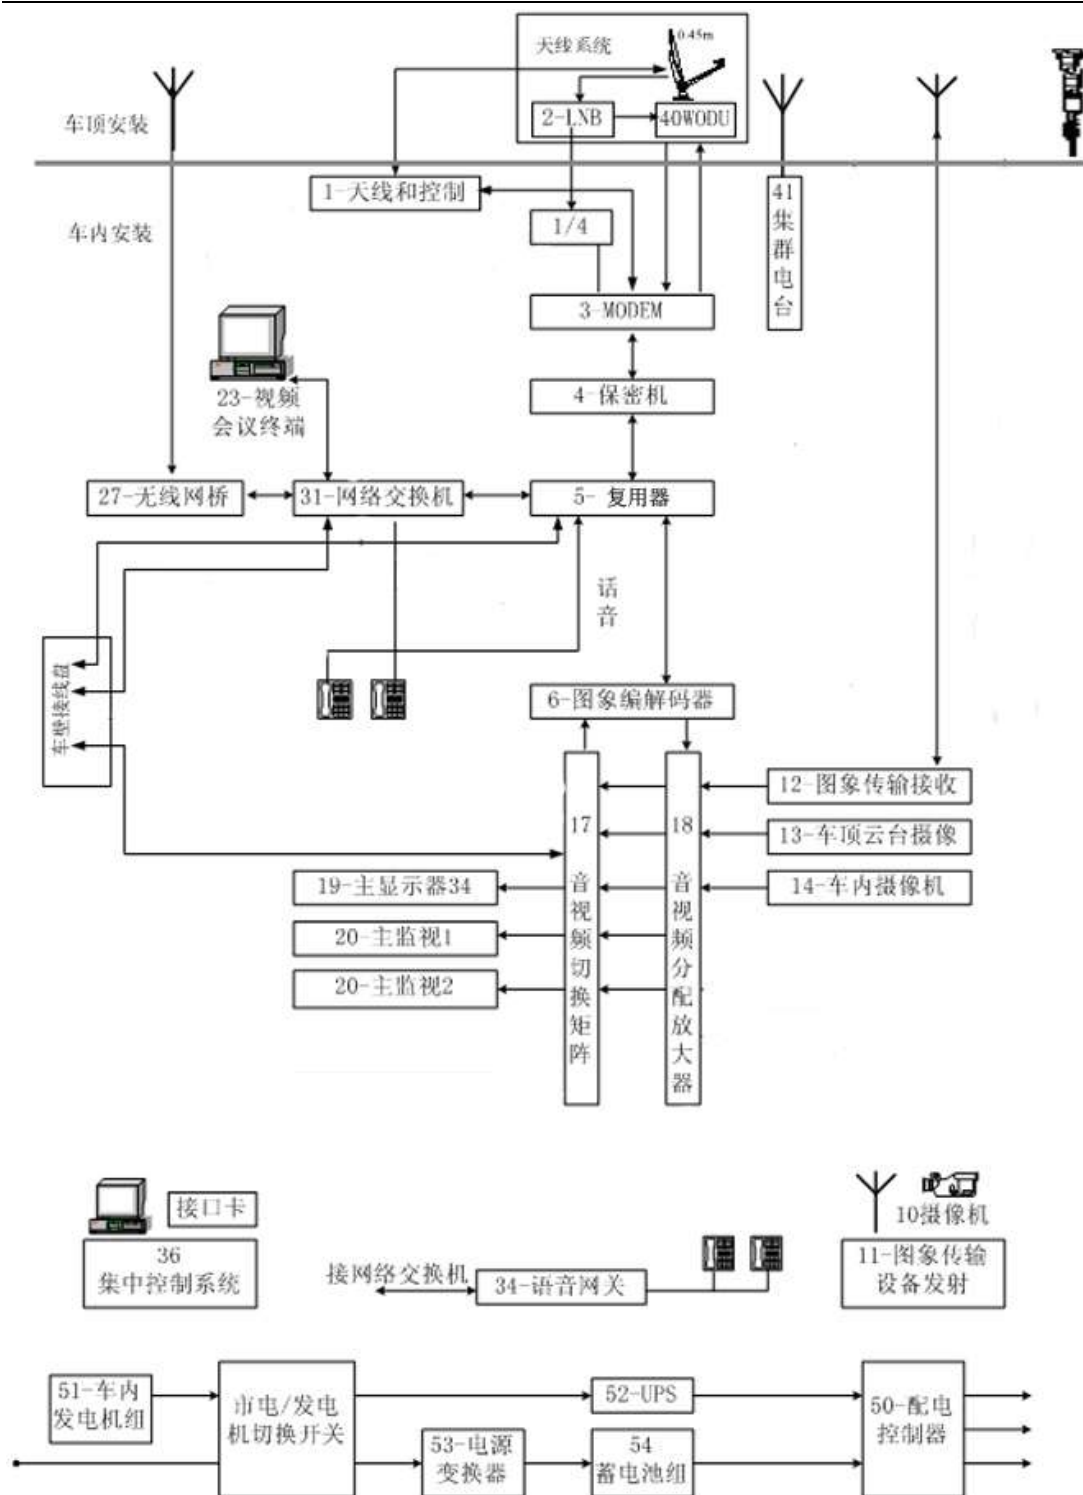 天线系统
0.45m
2-LNB
40WODU
车顶安装
1-天线和控制
车内安装
1/4
41
集
群
电
台
3-MODEM
23-视频
会议终端
4-保密机
27-无线网桥
31-网络交换机
5- 复用器
话
音
车壁接线盘
6-图象编解码器
12-图象传输接收
17
18
13-车顶云台摄像
19-主显示器34
14-车内摄像机
20-主监视1
20-主监视2
音
视
频
切
换
矩
阵
音
视
频
分
配
放
大
器
接口卡
36
集中控制系统
接网络交换机
34-语音网关
10摄像机
11-图象传输
设备发射
51-车内
发电机组
市电/发电
机切换开关
52-UPS
53-电源
变换器
54
蓄电池组
50-配电
控制器